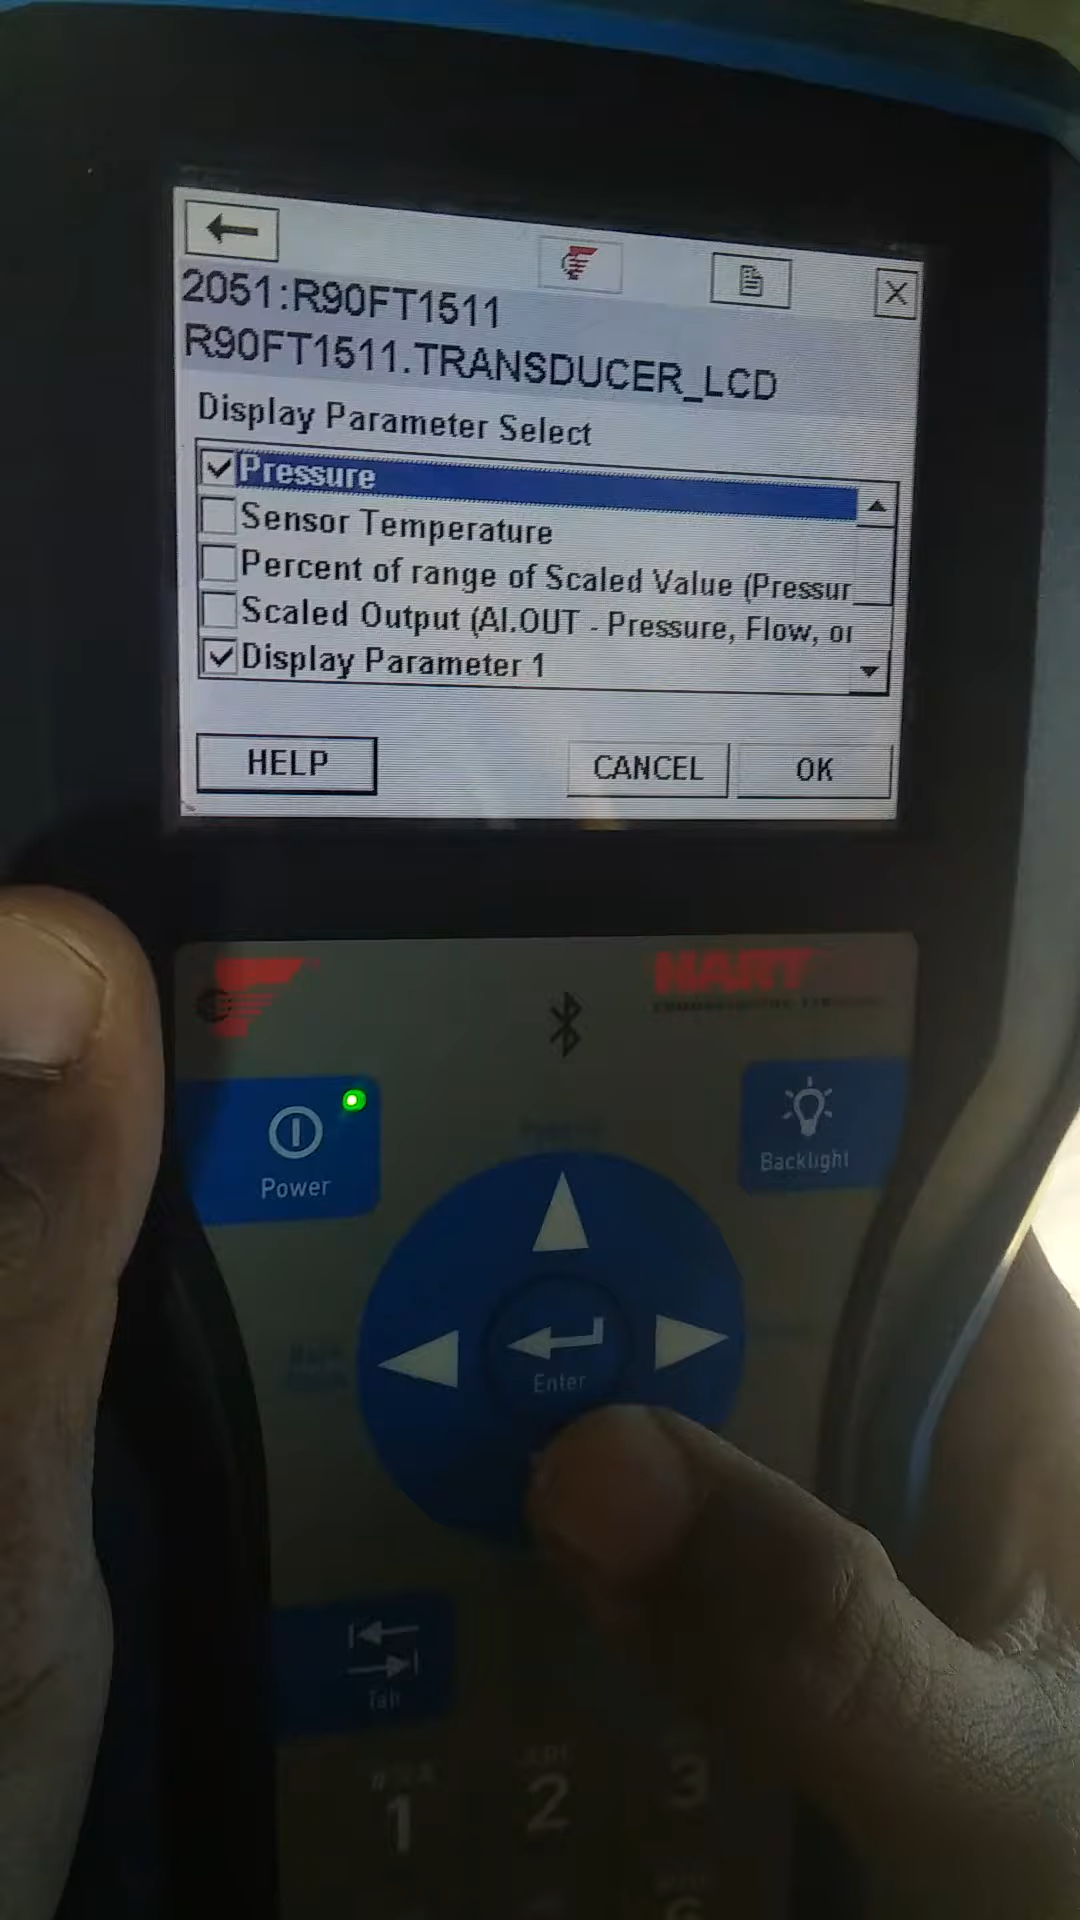 2051:R90FT1511
R90FT1511.TRANSDUCER_LCD
Display Parameter Select
Pressure
Sensor Temperature
Percent of range of Scaled Value (Pressur
Scaled Output (AI.OUT - Pressure, Flow, or
Display Parameter 1
HELP
CANCEL
OK
HART
Power
Backlight
Enter
Tab
1
2
3